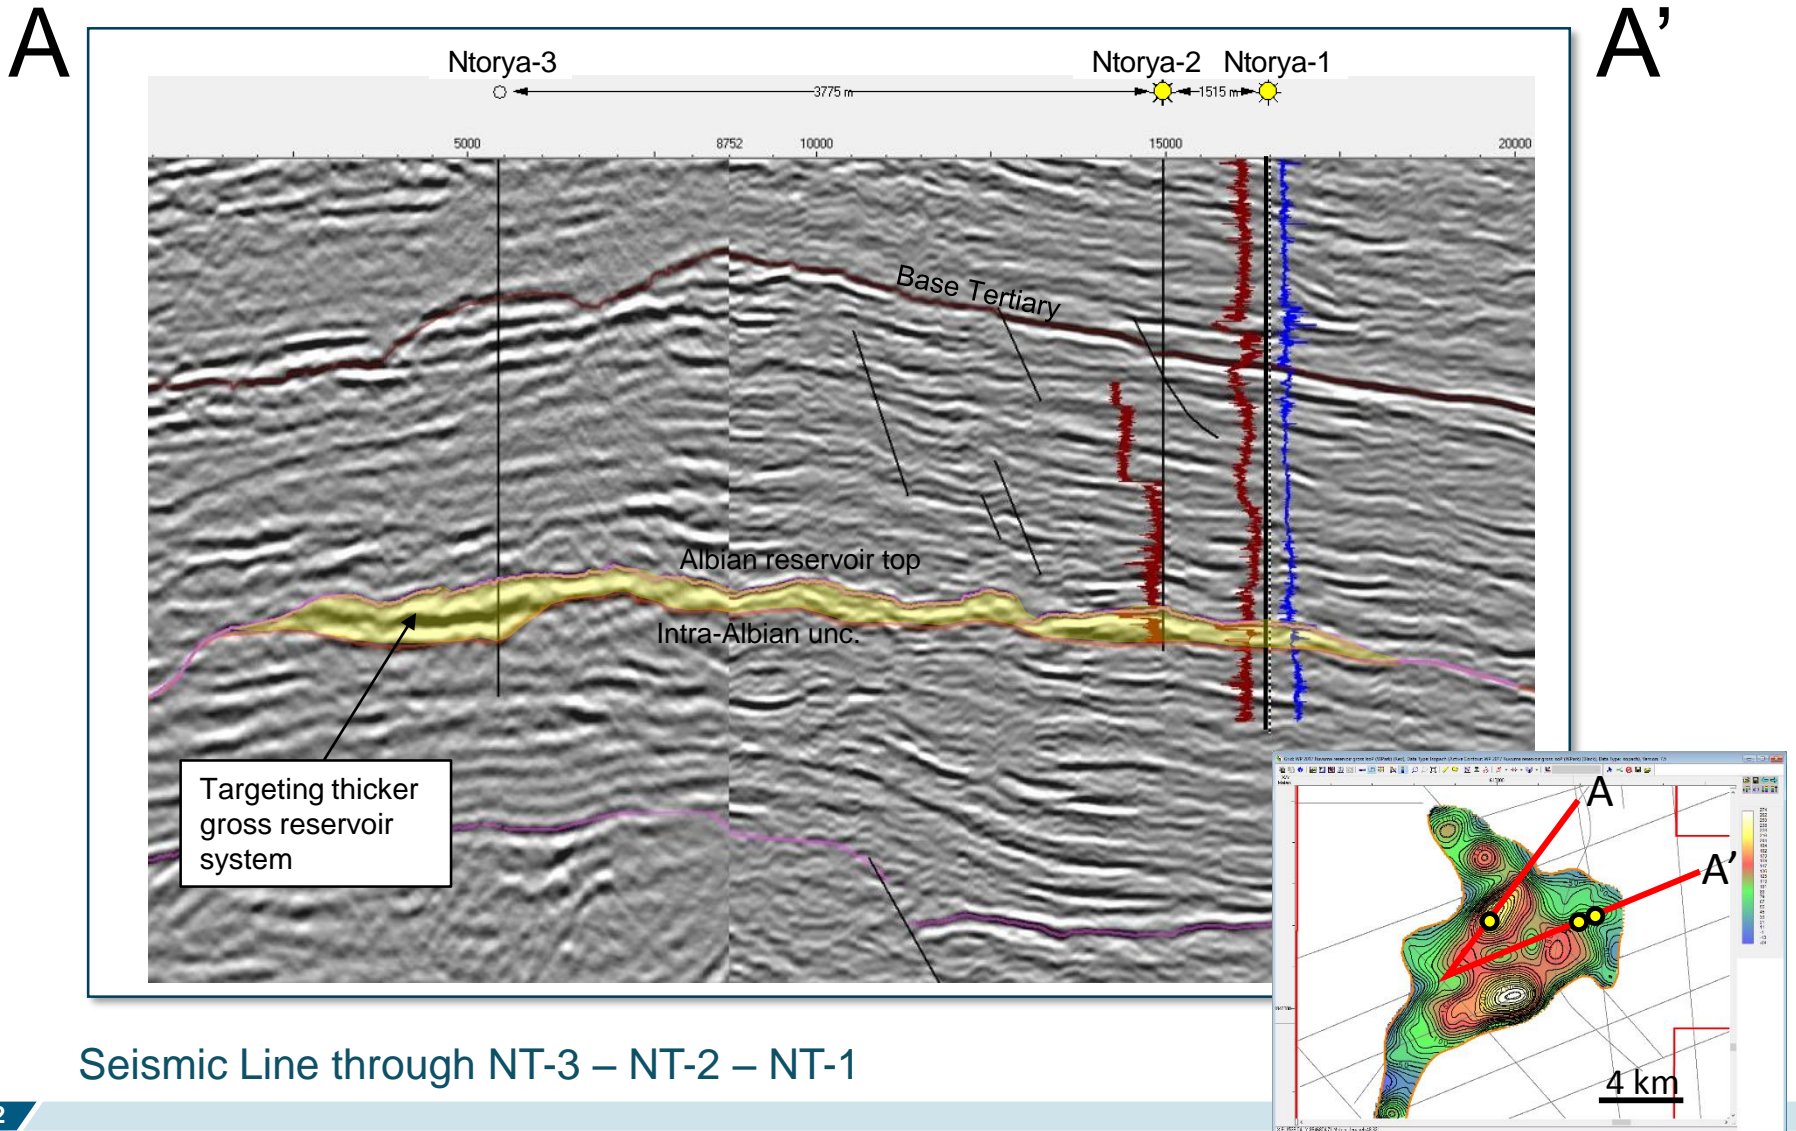 A
A’
Ntorya-3
Ntorya-2
Ntorya-1
3775 m
1515 m
5000
8752
10000
15000
20000
Base Tertiary
Albian reservoir top
Intra-Albian unc.
Targeting thicker
gross reservoir
system
A
A’
4 km
Seismic Line through NT-3 – NT-2 – NT-1
2